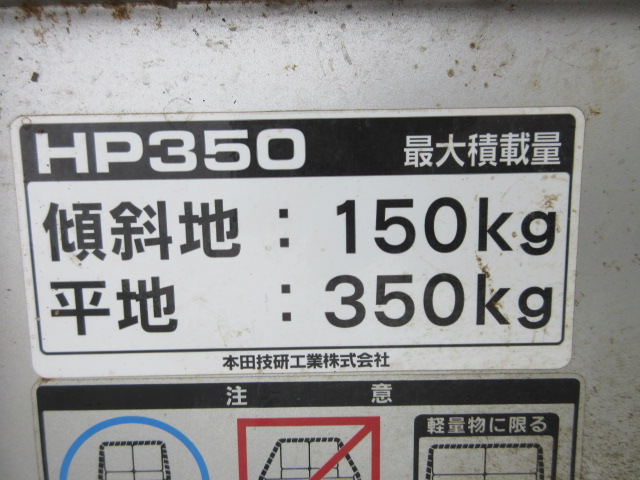 HP350 最大積載量
傾斜地：150kg
平地：350kg
本田技研工業株式会社
注意
軽量物に限る